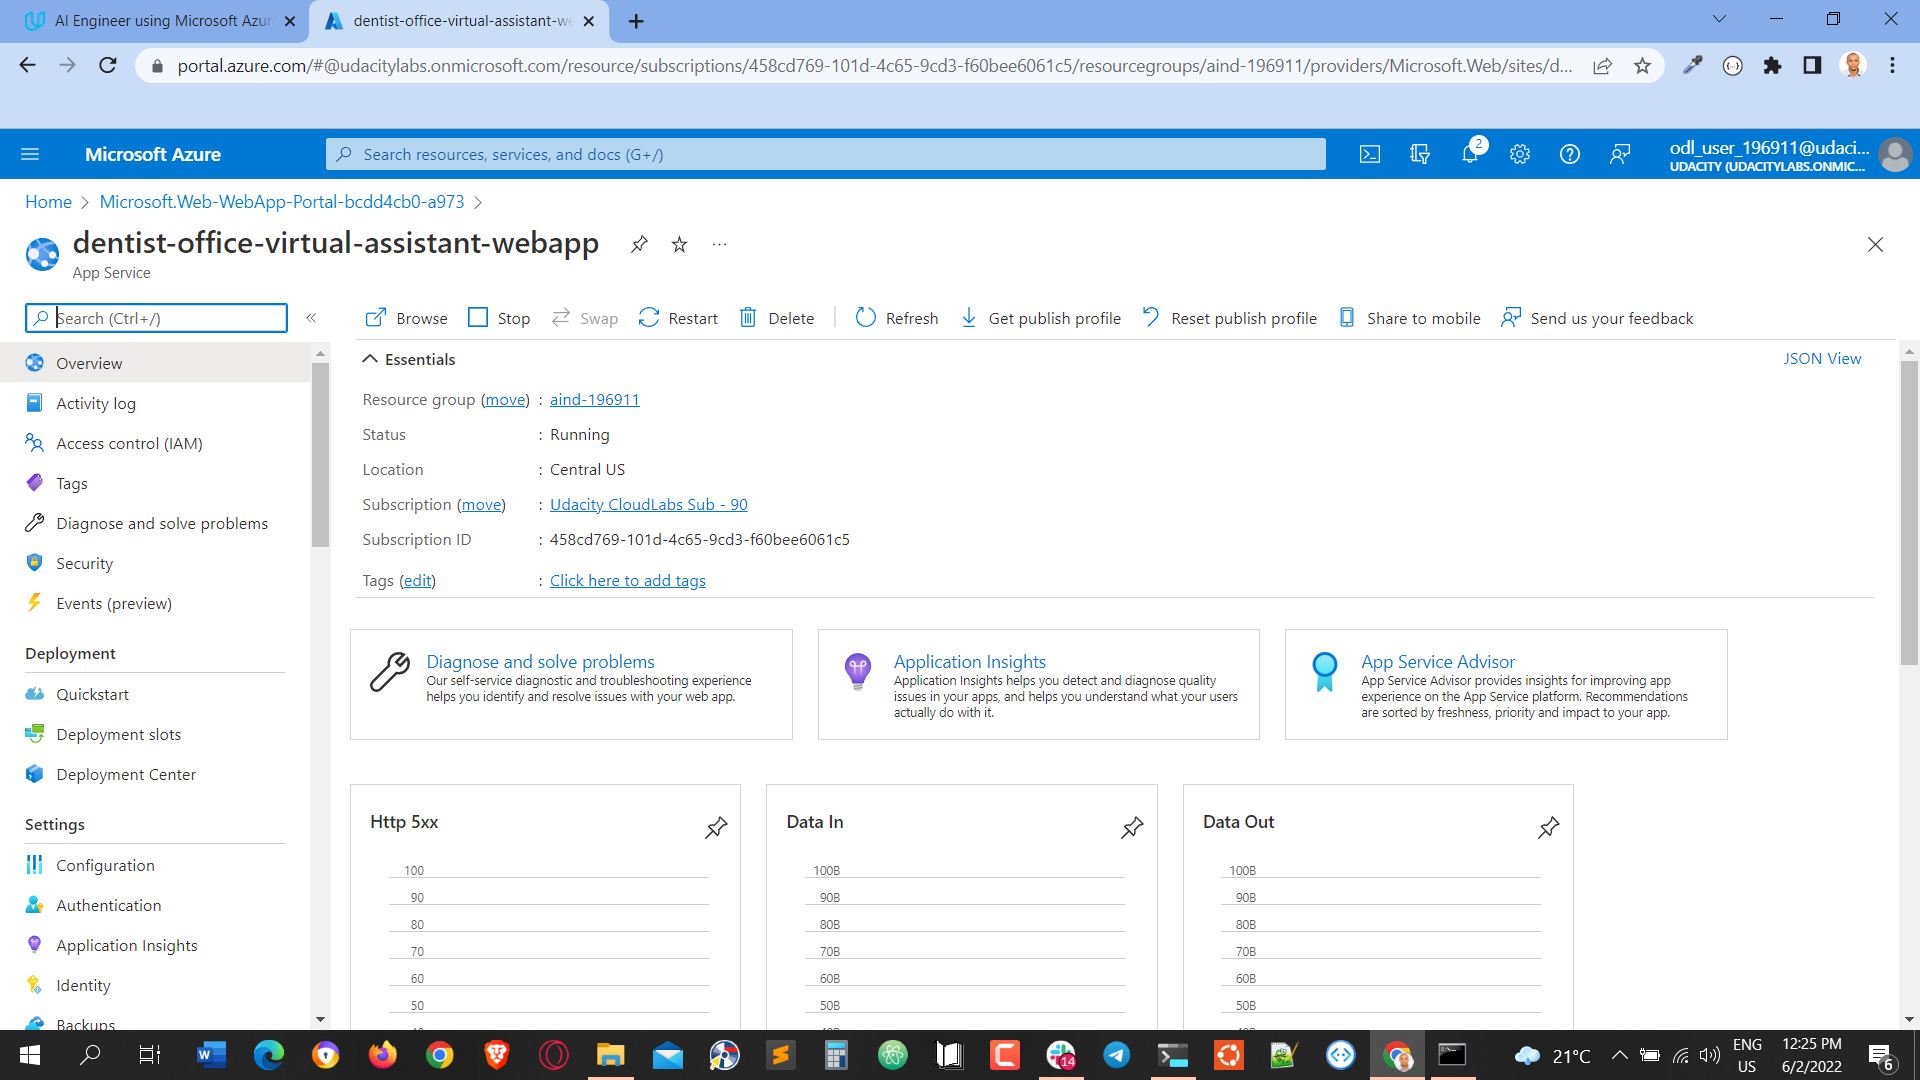 AI Engineer using Microsoft Azur
dentist-office-virtual-assistant-we
portal.azure.com/#@udacitylabs.onmicrosoft.com/resource/subscriptions/458cd769-101d-4c65-9cd3-f60bee6061c5/resourcegroups/aind-196911/providers/Microsoft.Web/sites/d...
Microsoft Azure
Search resources, services, and docs (G+/)
2
odl_user_196911@udaci...
UDACITY (UDACITYLABS.ONMIC...
Home > Microsoft.Web-WebApp-Portal-bcdd4cb0-a973 >
dentist-office-virtual-assistant-webapp
App Service
Search (Ctrl+/)
Browse
Stop
Swap
Restart
Delete
Refresh
Get publish profile
Reset publish profile
Share to mobile
Send us your feedback
Overview
Activity log
Access control (IAM)
Tags
Diagnose and solve problems
Security
Events (preview)
Deployment
Quickstart
Deployment slots
Deployment Center
Settings
Configuration
Authentication
Application Insights
Identity
Backups
Essentials
JSON View
Resource group (move) : aind-196911
Status : Running
Location : Central US
Subscription (move) : Udacity CloudLabs Sub - 90
Subscription ID : 458cd769-101d-4c65-9cd3-f60bee6061c5
Tags (edit) : Click here to add tags
Diagnose and solve problems
Our self-service diagnostic and troubleshooting experience
helps you identify and resolve issues with your web app.
Application Insights
Application Insights helps you detect and diagnose quality
issues in your apps, and helps you understand what your users
actually do with it.
App Service Advisor
App Service Advisor provides insights for improving app
experience on the App Service platform. Recommendations
are sorted by freshness, priority and impact to your app.
Http 5xx
100
90
80
70
60
50
40
Data In
100B
90B
80B
70B
60B
50B
40B
Data Out
100B
90B
80B
70B
60B
50B
40B
14
21°C
ENG
US
12:25 PM
6/2/2022
6